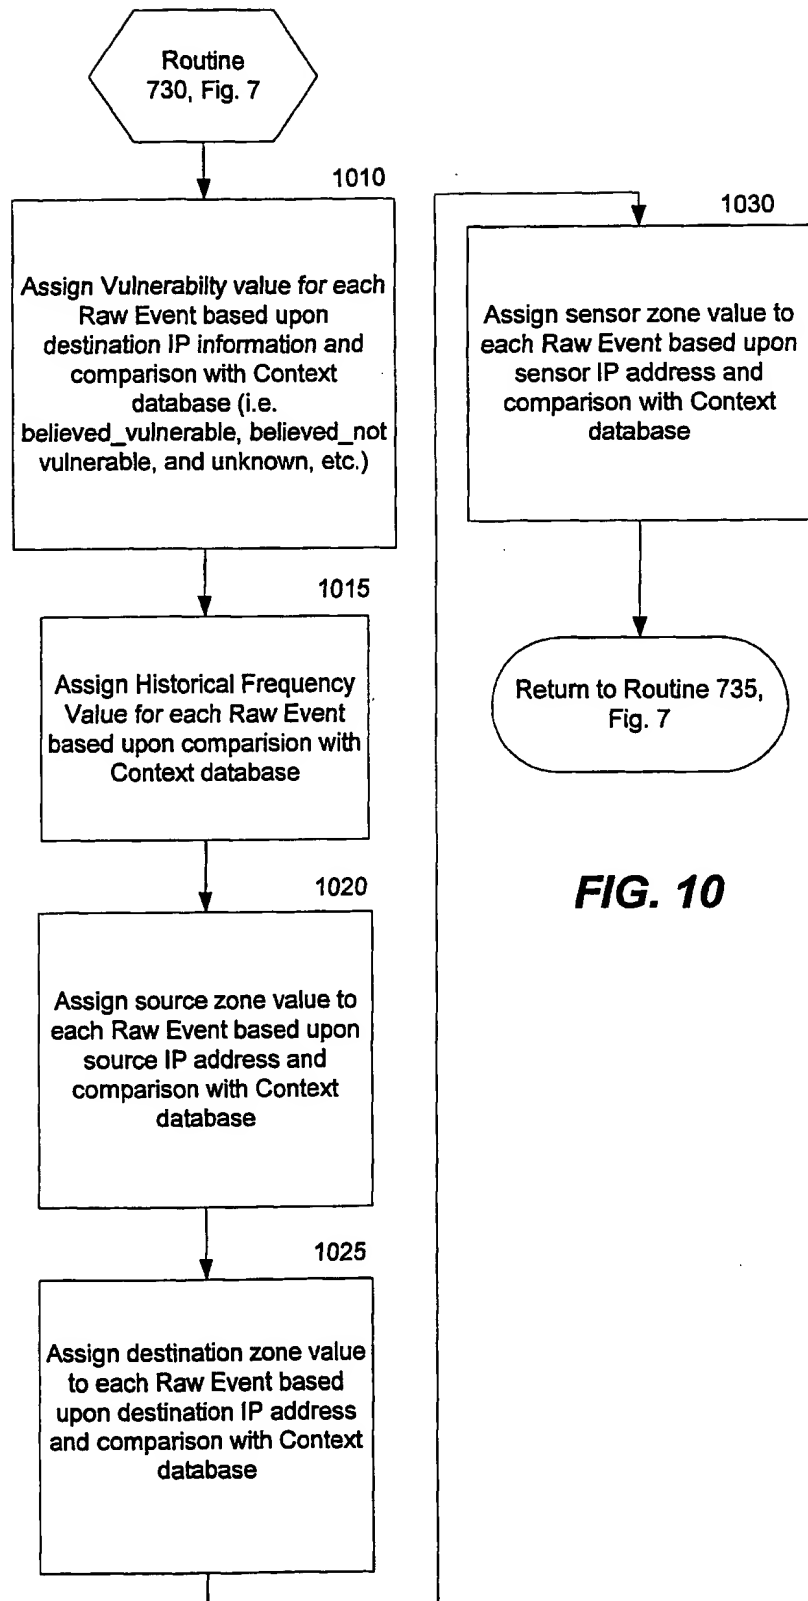 Routine
730, Fig. 7
1010
Assign Vulnerabilty value for each
Raw Event based upon
destination IP information and
comparison with Context
database (i.e.
believed_vulnerable, believed_not
vulnerable, and unknown, etc.)
1015
Assign Historical Frequency
Value for each Raw Event
based upon comparision with
Context database
1020
Assign source zone value to
each Raw Event based upon
source IP address and
comparison with Context
database
1025
Assign destination zone value
to each Raw Event based
upon destination IP address
and comparison with Context
database
1030
Assign sensor zone value to
each Raw Event based upon
sensor IP address and
comparison with Context
database
Return to Routine 735,
Fig. 7
FIG. 10